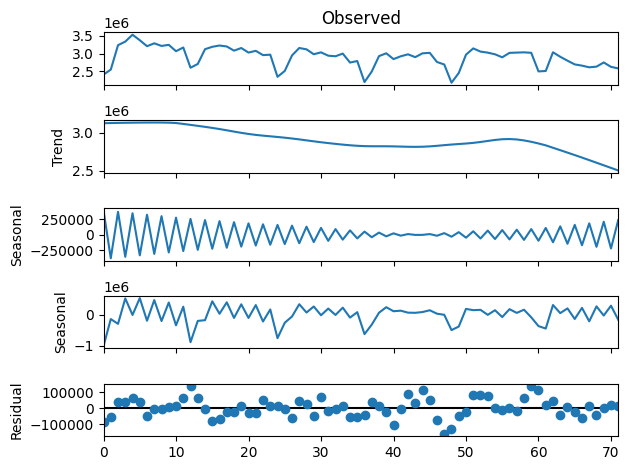 Observed
1e6
3.5
3.0
2.5
1e6
3.0
2.5
Trend
250000
0
−250000
Seasonal
1e6
0
−1
Seasonal
100000
0
−100000
Residual
0 10 20 30 40 50 60 70